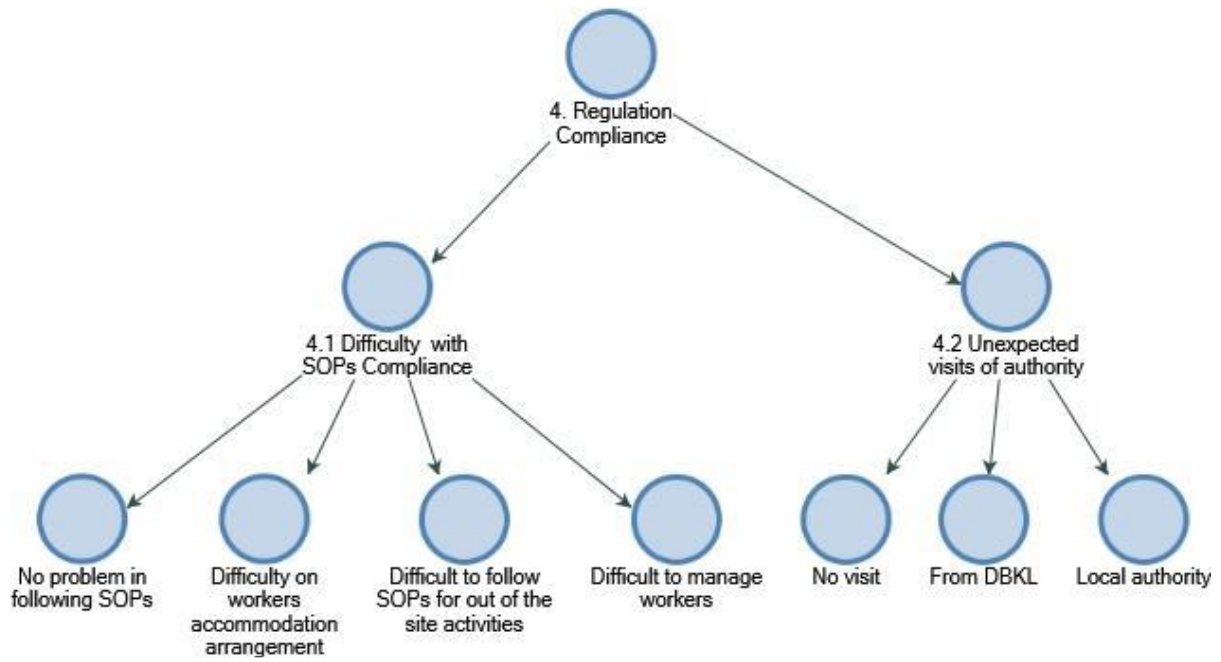 4. Regulation
Compliance
4.1 Difficulty with
SOPs Compliance
4.2 Unexpected
visits of authority
No problem in
following SOPs
Difficulty on
workers
accommodation
arrangement
Difficult to follow
SOPs for out of the
site activities
Difficult to manage
workers
No visit
From DBKL
Local authority